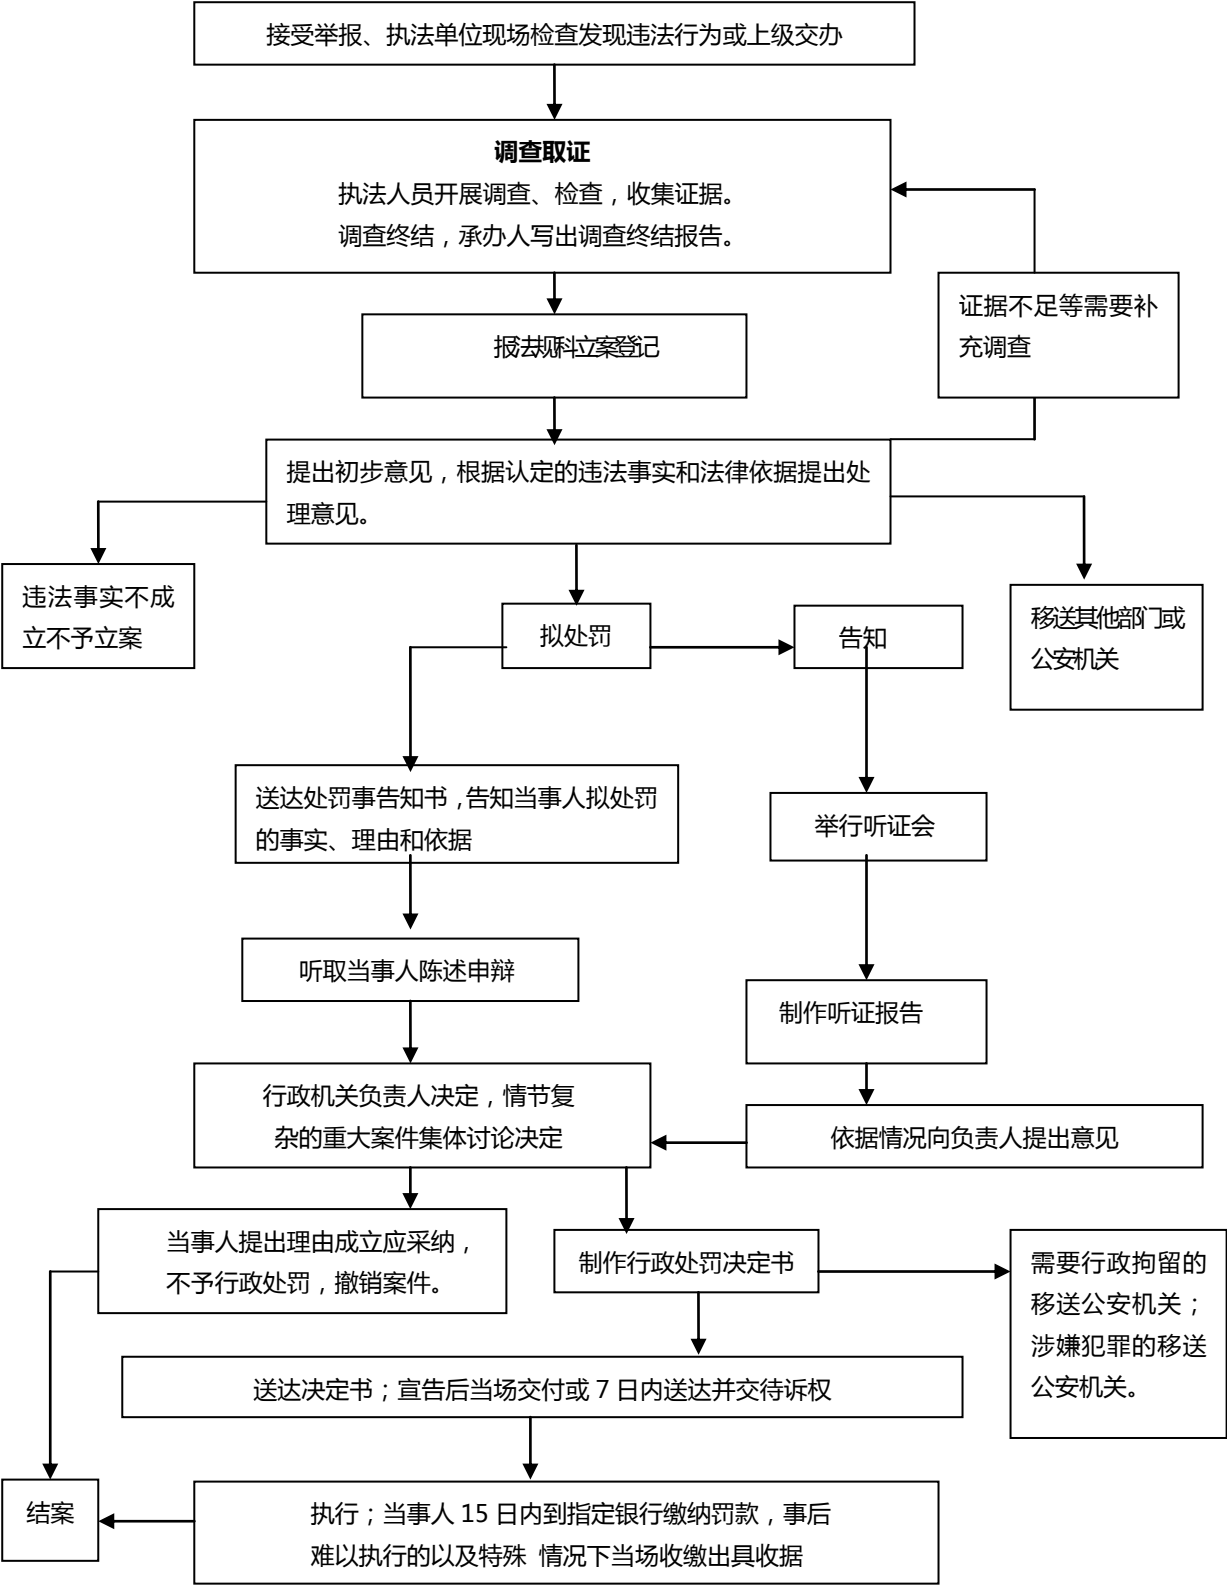 接受举报、执法单位现场检查发现违法行为或上级交办
调查取证
执法人员开展调查、检查，收集证据。
调查终结，承办人写出调查终结报告。
证据不足等需要补
充调查
报法规科立案登记
提出初步意见，根据认定的违法事实和法律依据提出处
理意见。
违法事实不成
立不予立案
拟处罚
告知
移送其他部门或
公安机关
送达处罚事告知书，告知当事人拟处罚
的事实、理由和依据
举行听证会
听取当事人陈述申辩
制作听证报告
行政机关负责人决定，情节复
杂的重大案件集体讨论决定
依据情况向负责人提出意见
当事人提出理由成立应采纳，
不予行政处罚，撤销案件。
制作行政处罚决定书
需要行政拘留的
移送公安机关；
涉嫌犯罪的移送
公安机关。
送达决定书；宣告后当场交付或 7 日内送达并交待诉权
结案
执行；当事人 15 日内到指定银行缴纳罚款，事后
难以执行的以及特殊 情况下当场收缴出具收据